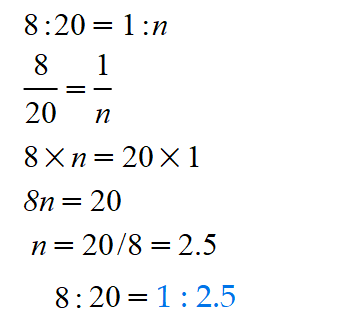 8:20 = 1:n
8/20 = 1/n
8×n = 20×1
8n = 20
n = 20/8 = 2.5
8:20 = 1 : 2.5